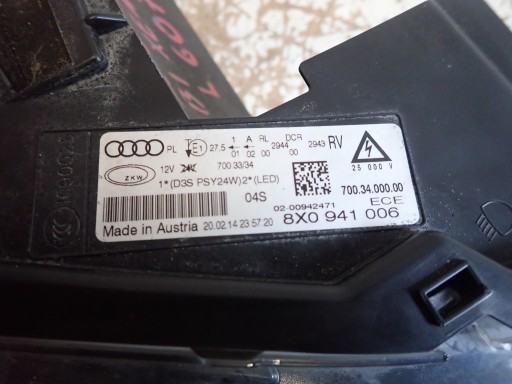 PL E1 27.5 1 A RL DCR RV
01 02 00 2944 00 2943
12V 24V 700 33/34
ZKW
1*(D3S PSY24W)2*(LED)
25 000 V
04S
700.34.000.00
02-00942471
ECE
Made in Austria 20.02.14 23 57 20 8X0 941 006